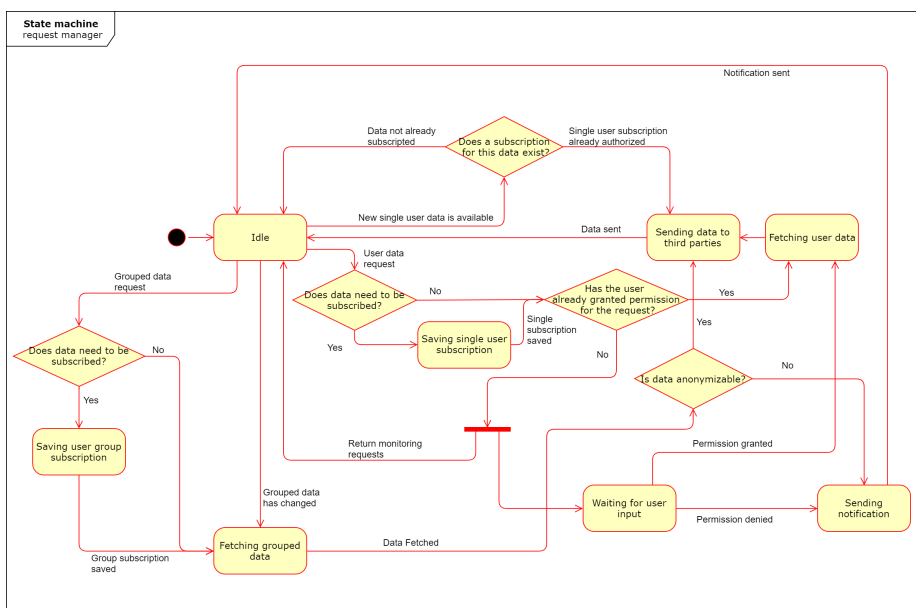 State machine
request manager
Notification sent
Data not already
subscripted
Does a subscription
for this data exist?
Single user subscription
already authorized
New single user data is available
Idle
Data sent
Sending data to
third parties
Fetching user data
User data
request
Grouped data
request
Does data need to be
subscribed?
No
Has the user
already granted permission
for the request?
Yes
Single
subscription
saved
Saving single user
subscription
Yes
No
Yes
Does data need to be
subscribed?
No
Is data anonymizable?
No
Yes
Saving user group
subscription
Return monitoring
requests
Permission granted
Grouped data
has changed
Waiting for user
input
Permission denied
Sending
notification
Fetching grouped
data
Data Fetched
Group subscription
saved